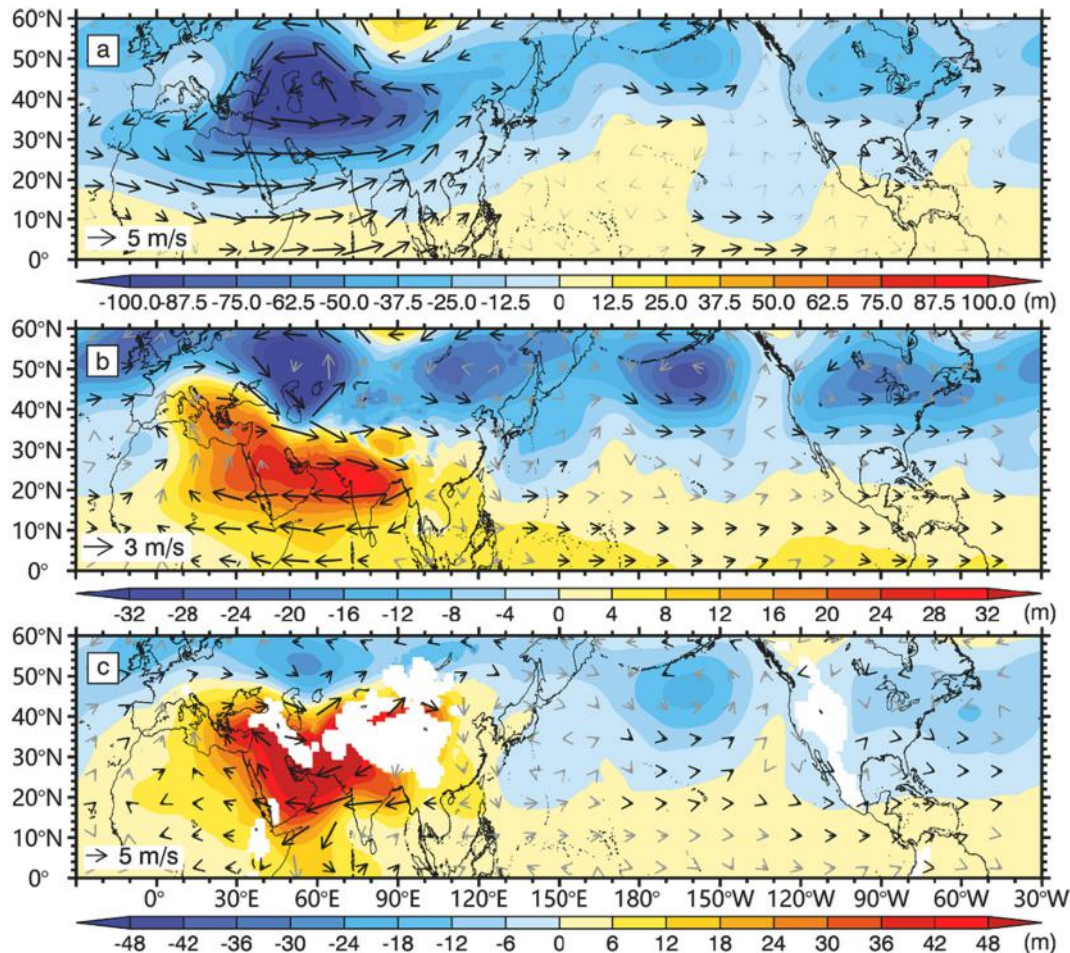 60°N
a
50°N
40°N
30°N
20°N
10°N
5 m/s
0°
-100.0 -87.5 -75.0 -62.5 -50.0 -37.5 -25.0 -12.5 0 12.5 25.0 37.5 50.0 62.5 75.0 87.5 100.0 (m)
60°N
b
50°N
40°N
30°N
20°N
10°N
3 m/s
0°
-32 -28 -24 -20 -16 -12 -8 -4 0 4 8 12 16 20 24 28 32 (m)
60°N
c
50°N
40°N
30°N
20°N
10°N
5 m/s
0°
0° 30°E 60°E 90°E 120°E 150°E 180° 150°W 120°W 90°W 60°W 30°W
-48 -42 -36 -30 -24 -18 -12 -6 0 6 12 18 24 30 36 42 48 (m)